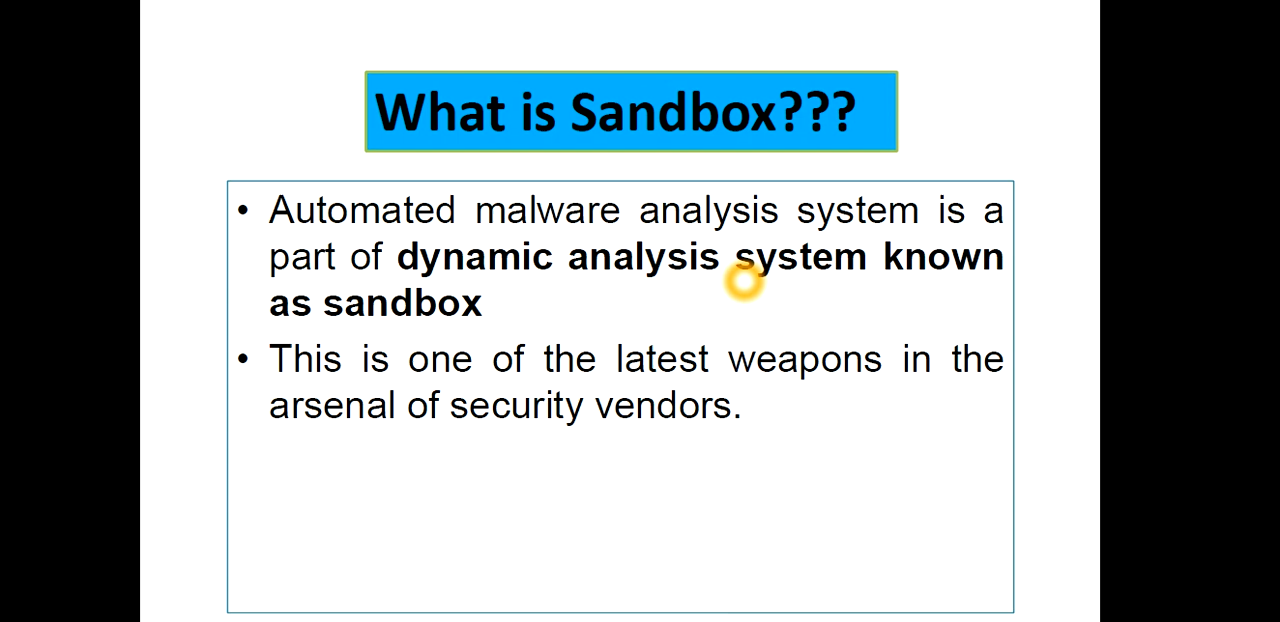 What is Sandbox???
• Automated malware analysis system is a
part of dynamic analysis system known
as sandbox
• This is one of the latest weapons in the
arsenal of security vendors.